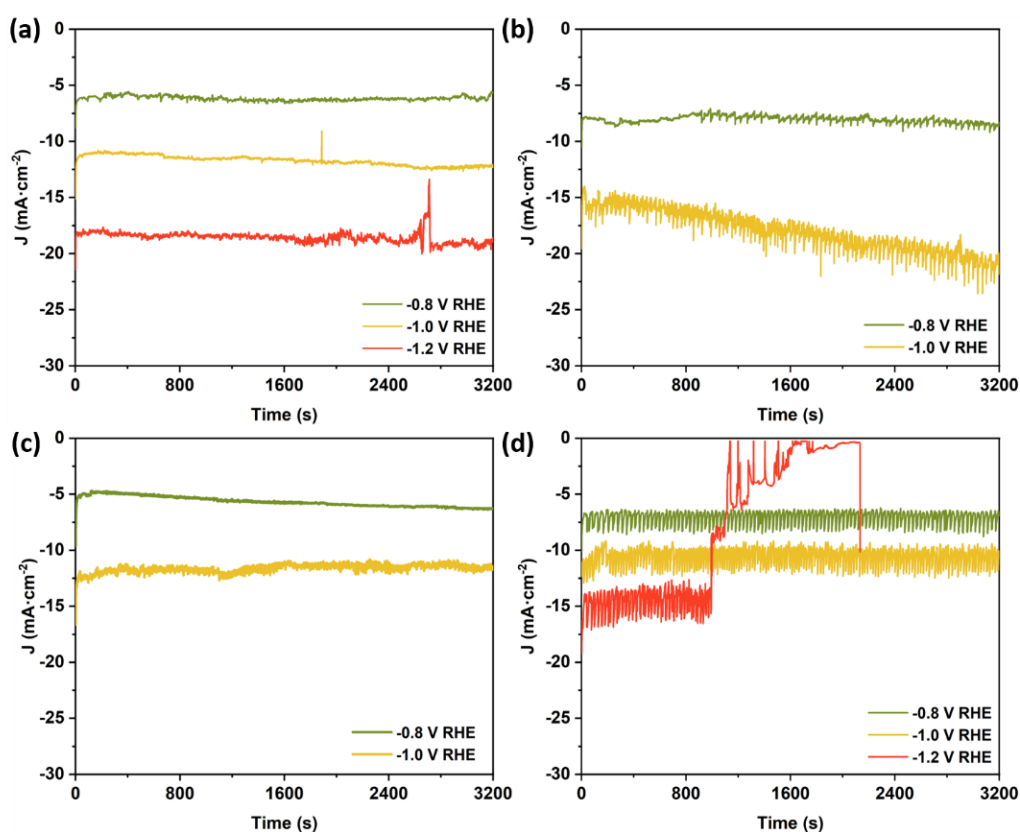 (a)
0
-5
-10
-15
-20
-25
-30
J (mA·cm⁻²)
-0.8 V RHE
-1.0 V RHE
-1.2 V RHE
0 800 1600 2400 3200
Time (s)
(b)
0
-5
-10
-15
-20
-25
-30
J (mA·cm⁻²)
-0.8 V RHE
-1.0 V RHE
0 800 1600 2400 3200
Time (s)
(c)
0
-5
-10
-15
-20
-25
-30
J (mA·cm⁻²)
-0.8 V RHE
-1.0 V RHE
0 800 1600 2400 3200
Time (s)
(d)
0
-5
-10
-15
-20
-25
-30
J (mA·cm⁻²)
-0.8 V RHE
-1.0 V RHE
-1.2 V RHE
0 800 1600 2400 3200
Time (s)